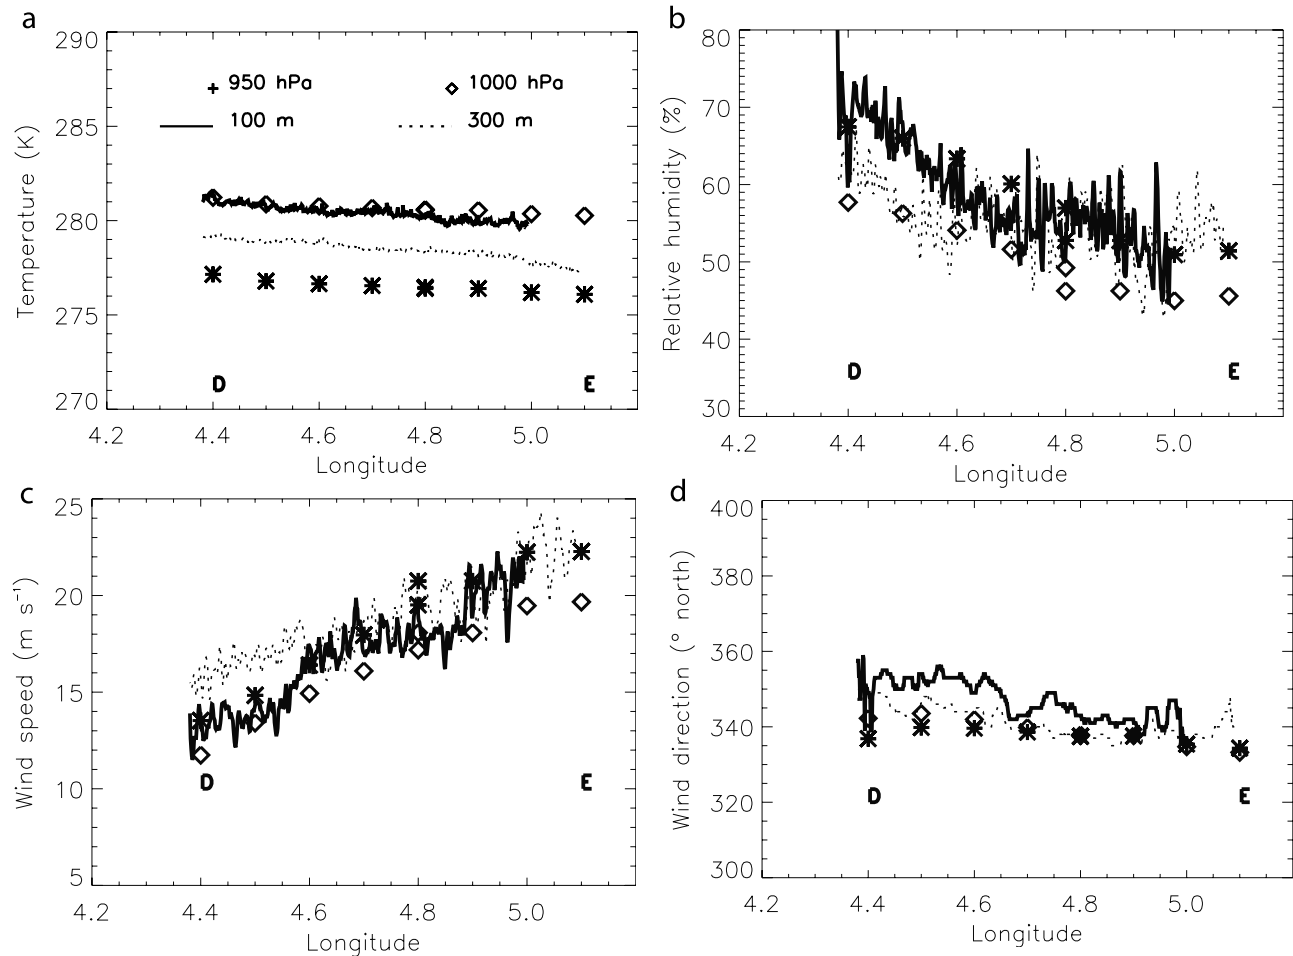 a
290
285
280
275
270
Temperature (K)
950 hPa
1000 hPa
100 m
300 m
D
E
4.2
4.4
4.6
4.8
5.0
Longitude
b
80
70
60
50
40
30
Relative humidity (%)
D
E
4.2
4.4
4.6
4.8
5.0
Longitude
c
25
20
15
10
5
Wind speed (m s⁻¹)
D
E
4.2
4.4
4.6
4.8
5.0
Longitude
d
400
380
360
340
320
300
Wind direction (° north)
D
E
4.2
4.4
4.6
4.8
5.0
Longitude